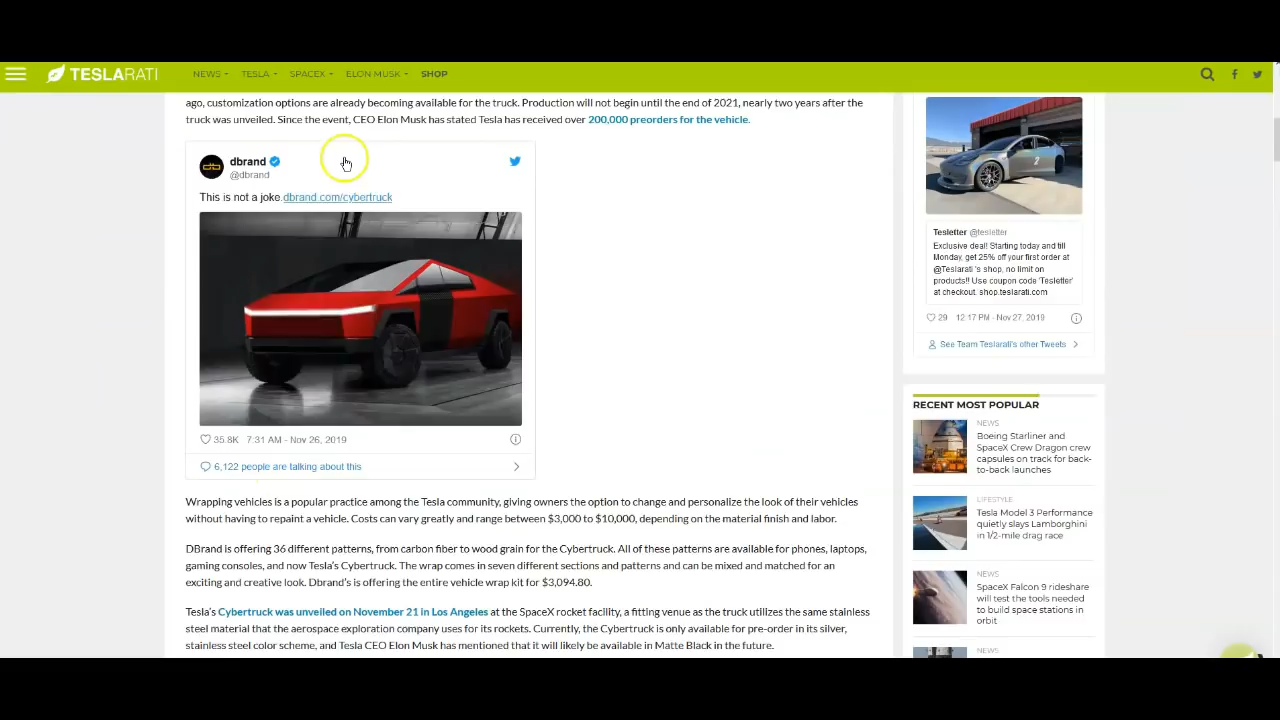 TESLARATI
NEWS
TESLA
SPACEX
ELON MUSK
SHOP
ago, customization options are already becoming available for the truck. Production will not begin until the end of 2021, nearly two years after the
truck was unveiled. Since the event, CEO Elon Musk has stated Tesla has received over 200,000 preorders for the vehicle.
dbrand
@dbrand
This is not a joke.dbrand.com/cybertruck
35.8K 7:31 AM - Nov 26, 2019
6,122 people are talking about this
Wrapping vehicles is a popular practice among the Tesla community, giving owners the option to change and personalize the look of their vehicles
without having to repaint a vehicle. Costs can vary greatly and range between $3,000 to $10,000, depending on the material finish and labor.
DBrand is offering 36 different patterns, from carbon fiber to wood grain for the Cybertruck. All of these patterns are available for phones, laptops,
gaming consoles, and now Tesla's Cybertruck. The wrap comes in seven different sections and patterns and can be mixed and matched for an
exciting and creative look. Dbrand's is offering the entire vehicle wrap kit for $3,094.80.
Tesla's Cybertruck was unveiled on November 21 in Los Angeles at the SpaceX rocket facility, a fitting venue as the truck utilizes the same stainless
steel material that the aerospace exploration company uses for its rockets. Currently, the Cybertruck is only available for pre-order in its silver,
stainless steel color scheme, and Tesla CEO Elon Musk has mentioned that it will likely be available in Matte Black in the future.
2
Tesletter @tesletter
Exclusive deal! Starting today and till
Monday, get 25% off your first order at
@Teslarati 's shop, no limit on
products!! Use coupon code 'Tesletter'
at checkout. shop.teslarati.com
29 12:17 PM - Nov 27, 2019
See Team Teslarati's other Tweets
RECENT MOST POPULAR
NEWS
Boeing Starliner and
SpaceX Crew Dragon crew
capsules on track for back-
to-back launches
LIFESTYLE
Tesla Model 3 Performance
quietly slays Lamborghini
in 1/2-mile drag race
NEWS
SpaceX Falcon 9 rideshare
will test the tools needed
to build space stations in
orbit
NEWS